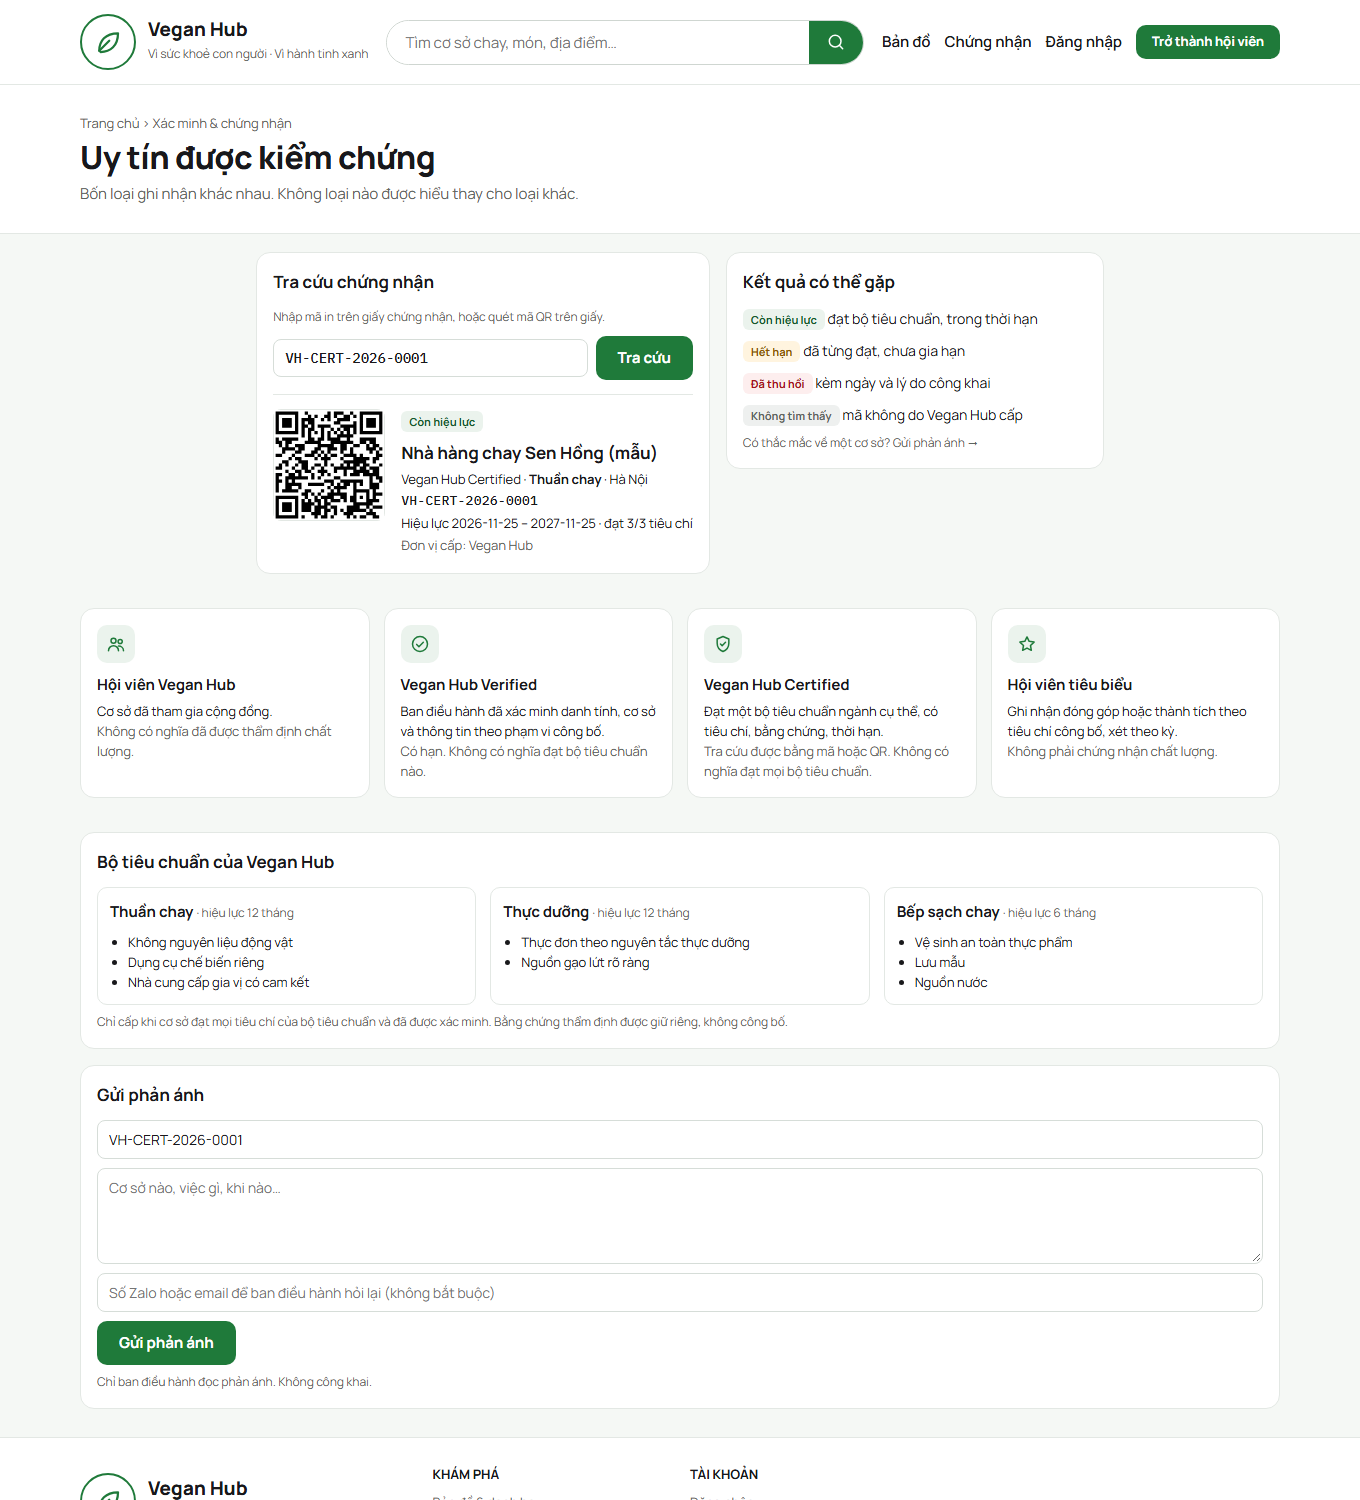 Vegan Hub
Vì sức khoẻ con người · Vì hành tinh xanh
Tìm cơ sở chay, món, địa điểm...
Bản đồ
Chứng nhận
Đăng nhập
Trở thành hội viên
Trang chủ › Xác minh & chứng nhận
Uy tín được kiểm chứng
Bốn loại ghi nhận khác nhau. Không loại nào được hiểu thay cho loại khác.
Tra cứu chứng nhận
Nhập mã in trên giấy chứng nhận, hoặc quét mã QR trên giấy.
VH-CERT-2026-0001
Tra cứu
Còn hiệu lực
Nhà hàng chay Sen Hồng (mẫu)
Vegan Hub Certified · Thuần chay · Hà Nội
VH-CERT-2026-0001
Hiệu lực 2026-11-25 – 2027-11-25 · đạt 3/3 tiêu chí
Đơn vị cấp: Vegan Hub
Kết quả có thể gặp
Còn hiệu lực đạt bộ tiêu chuẩn, trong thời hạn
Hết hạn đã từng đạt, chưa gia hạn
Đã thu hồi kèm ngày và lý do công khai
Không tìm thấy mã không do Vegan Hub cấp
Có thắc mắc về một cơ sở? Gửi phản ánh →
Hội viên Vegan Hub
Cơ sở đã tham gia cộng đồng.
Không có nghĩa đã được thẩm định chất
lượng.
Vegan Hub Verified
Ban điều hành đã xác minh danh tính, cơ sở
và thông tin theo phạm vi công bố.
Có hạn. Không có nghĩa đạt bộ tiêu chuẩn
nào.
Vegan Hub Certified
Đạt một bộ tiêu chuẩn ngành cụ thể, có
tiêu chí, bằng chứng, thời hạn.
Tra cứu được bằng mã hoặc QR. Không có
nghĩa đạt mọi bộ tiêu chuẩn.
Hội viên tiêu biểu
Ghi nhận đóng góp hoặc thành tích theo
tiêu chí công bố, xét theo kỳ.
Không phải chứng nhận chất lượng.
Bộ tiêu chuẩn của Vegan Hub
Thuần chay · hiệu lực 12 tháng
Không nguyên liệu động vật
Dụng cụ chế biến riêng
Nhà cung cấp gia vị có cam kết
Thực dưỡng · hiệu lực 12 tháng
Thực đơn theo nguyên tắc thực dưỡng
Nguồn gạo lứt rõ ràng
Bếp sạch chay · hiệu lực 6 tháng
Vệ sinh an toàn thực phẩm
Lưu mẫu
Nguồn nước
Chỉ cấp khi cơ sở đạt mọi tiêu chí của bộ tiêu chuẩn và đã được xác minh. Bằng chứng thẩm định được giữ riêng, không công bố.
Gửi phản ánh
VH-CERT-2026-0001
Cơ sở nào, việc gì, khi nào...
Số Zalo hoặc email để ban điều hành hỏi lại (không bắt buộc)
Gửi phản ánh
Chỉ ban điều hành đọc phản ánh. Không công khai.
Vegan Hub
KHÁM PHÁ
TÀI KHOẢN